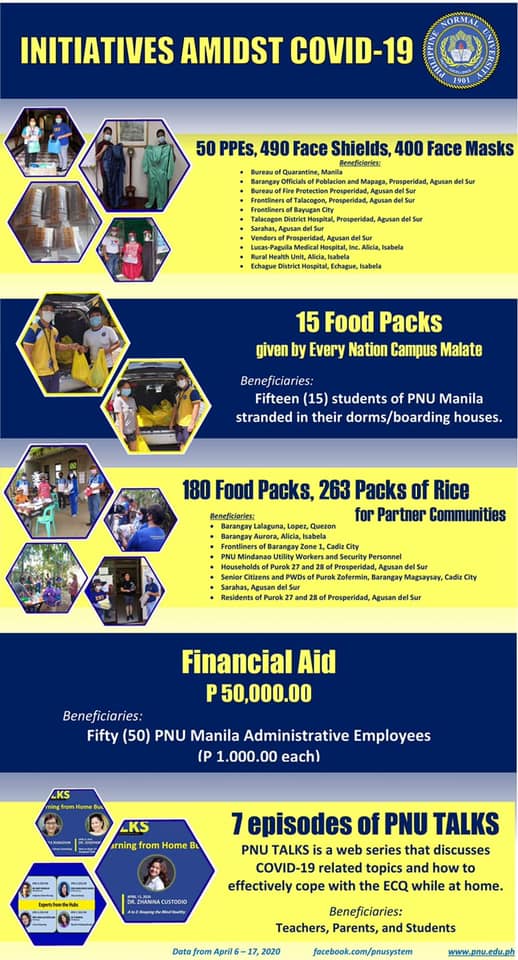 INITIATIVES AMIDST COVID-19
PHILIPPINE NORMAL UNIVERSITY
1901
50 PPEs, 490 Face Shields, 400 Face Masks
Beneficiaries:
• Bureau of Quarantine, Manila
• Barangay Officials of Poblacion and Mapaga, Prosperidad, Agusan del Sur
• Bureau of Fire Protection Prosperidad, Agusan del Sur
• Frontliners of Talacogon, Prosperidad, Agusan del Sur
• Frontliners of Bayugan City
• Talacogon District Hospital, Prosperidad, Agusan del Sur
• Sarahas, Agusan del Sur
• Vendors of Prosperidad, Agusan del Sur
• Lucas-Paguila Medical Hospital, Inc. Alicia, Isabela
• Rural Health Unit, Alicia, Isabela
• Echague District Hospital, Echague, Isabela
15 Food Packs
given by Every Nation Campus Malate
Beneficiaries:
Fifteen (15) students of PNU Manila
stranded in their dorms/boarding houses.
180 Food Packs, 263 Packs of Rice
for Partner Communities
Beneficiaries:
• Barangay Lalaguna, Lopez, Quezon
• Barangay Aurora, Alicia, Isabela
• Frontliners of Barangay Zone 1, Cadiz City
• PNU Mindanao Utility Workers and Security Personnel
• Households of Purok 27 and 28 of Prosperidad, Agusan del Sur
• Senior Citizens and PWDs of Purok Zofermin, Barangay Magsaysay, Cadiz City
• Sarahas, Agusan del Sur
• Residents of Purok 27 and 28 of Prosperidad, Agusan del Sur
Financial Aid
P 50,000.00
Beneficiaries:
Fifty (50) PNU Manila Administrative Employees
(P 1,000.00 each)
LKS
rning from Home Bu
LKS
arning from Home Bu
APRIL 13, 2020
DR. ZHANINA CUSTODIO
A to Z: Keeping the Mind Healthy
Experts from the Hubs
7 episodes of PNU TALKS
PNU TALKS is a web series that discusses
COVID-19 related topics and how to
effectively cope with the ECQ while at home.
Beneficiaries:
Teachers, Parents, and Students
Data from April 6 – 17, 2020
facebook.com/pnusystem
www.pnu.edu.ph